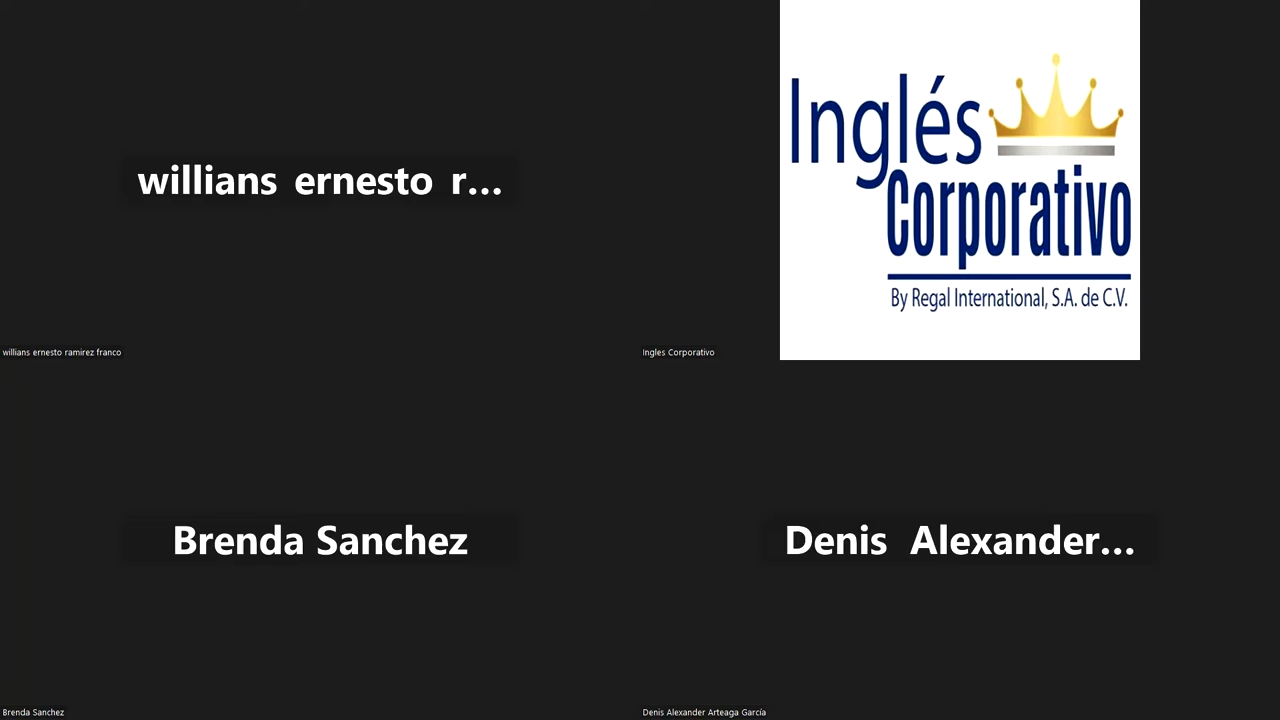 willians ernesto r...
willians ernesto ramirez franco
Inglés
Corporativo
By Regal International, S.A. de C.V.
Ingles Corporativo
Brenda Sanchez
Brenda Sanchez
Denis Alexander...
Denis Alexander Arteaga García